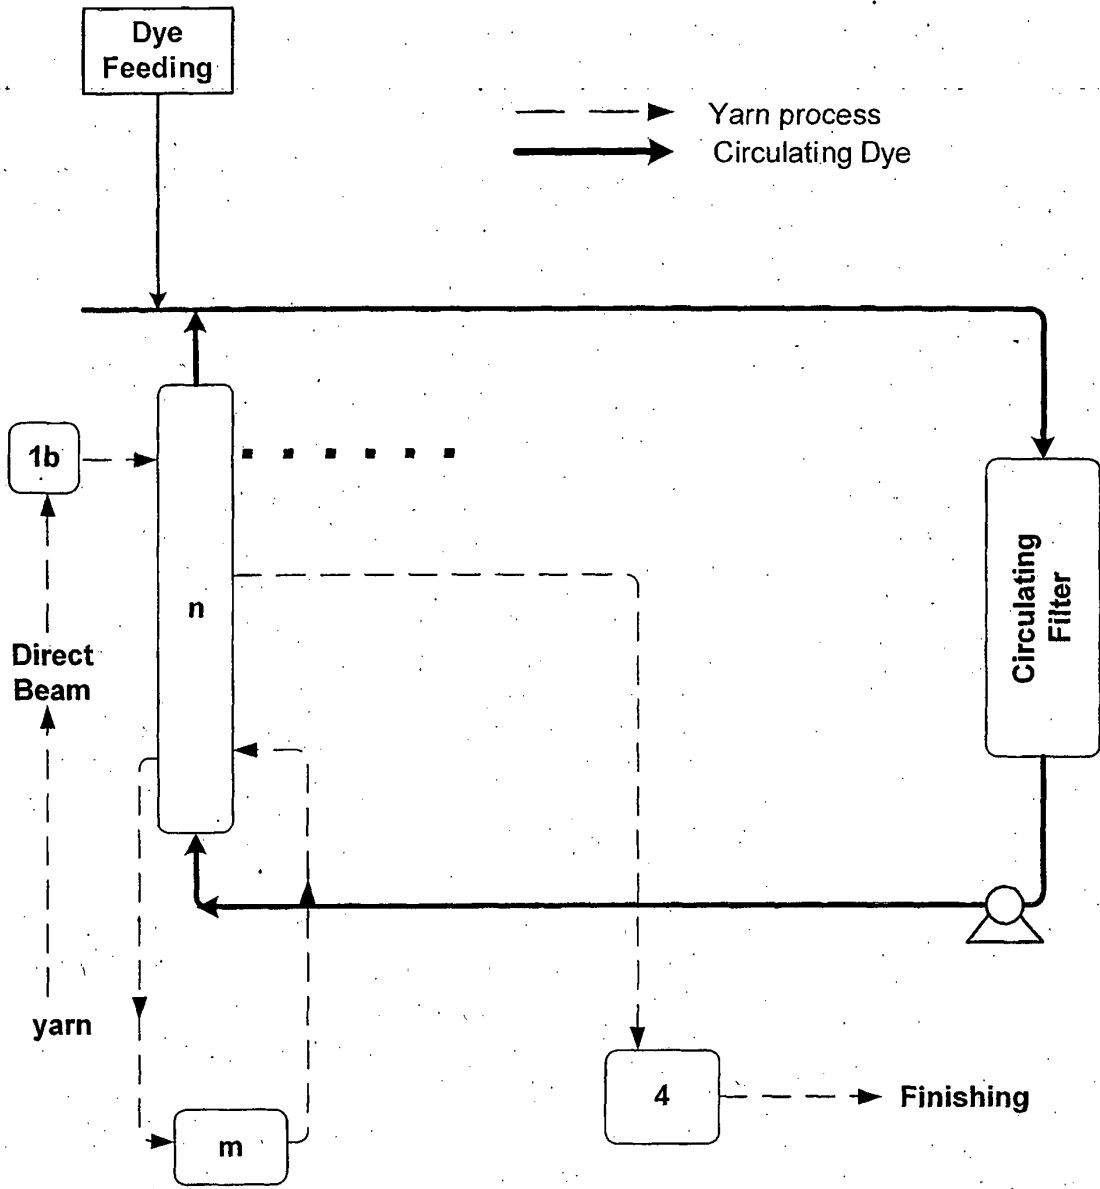 Dye
Feeding
Yarn process
Circulating Dye
1b
n
Circulating
Filter
Direct
Beam
yarn
4
Finishing
m